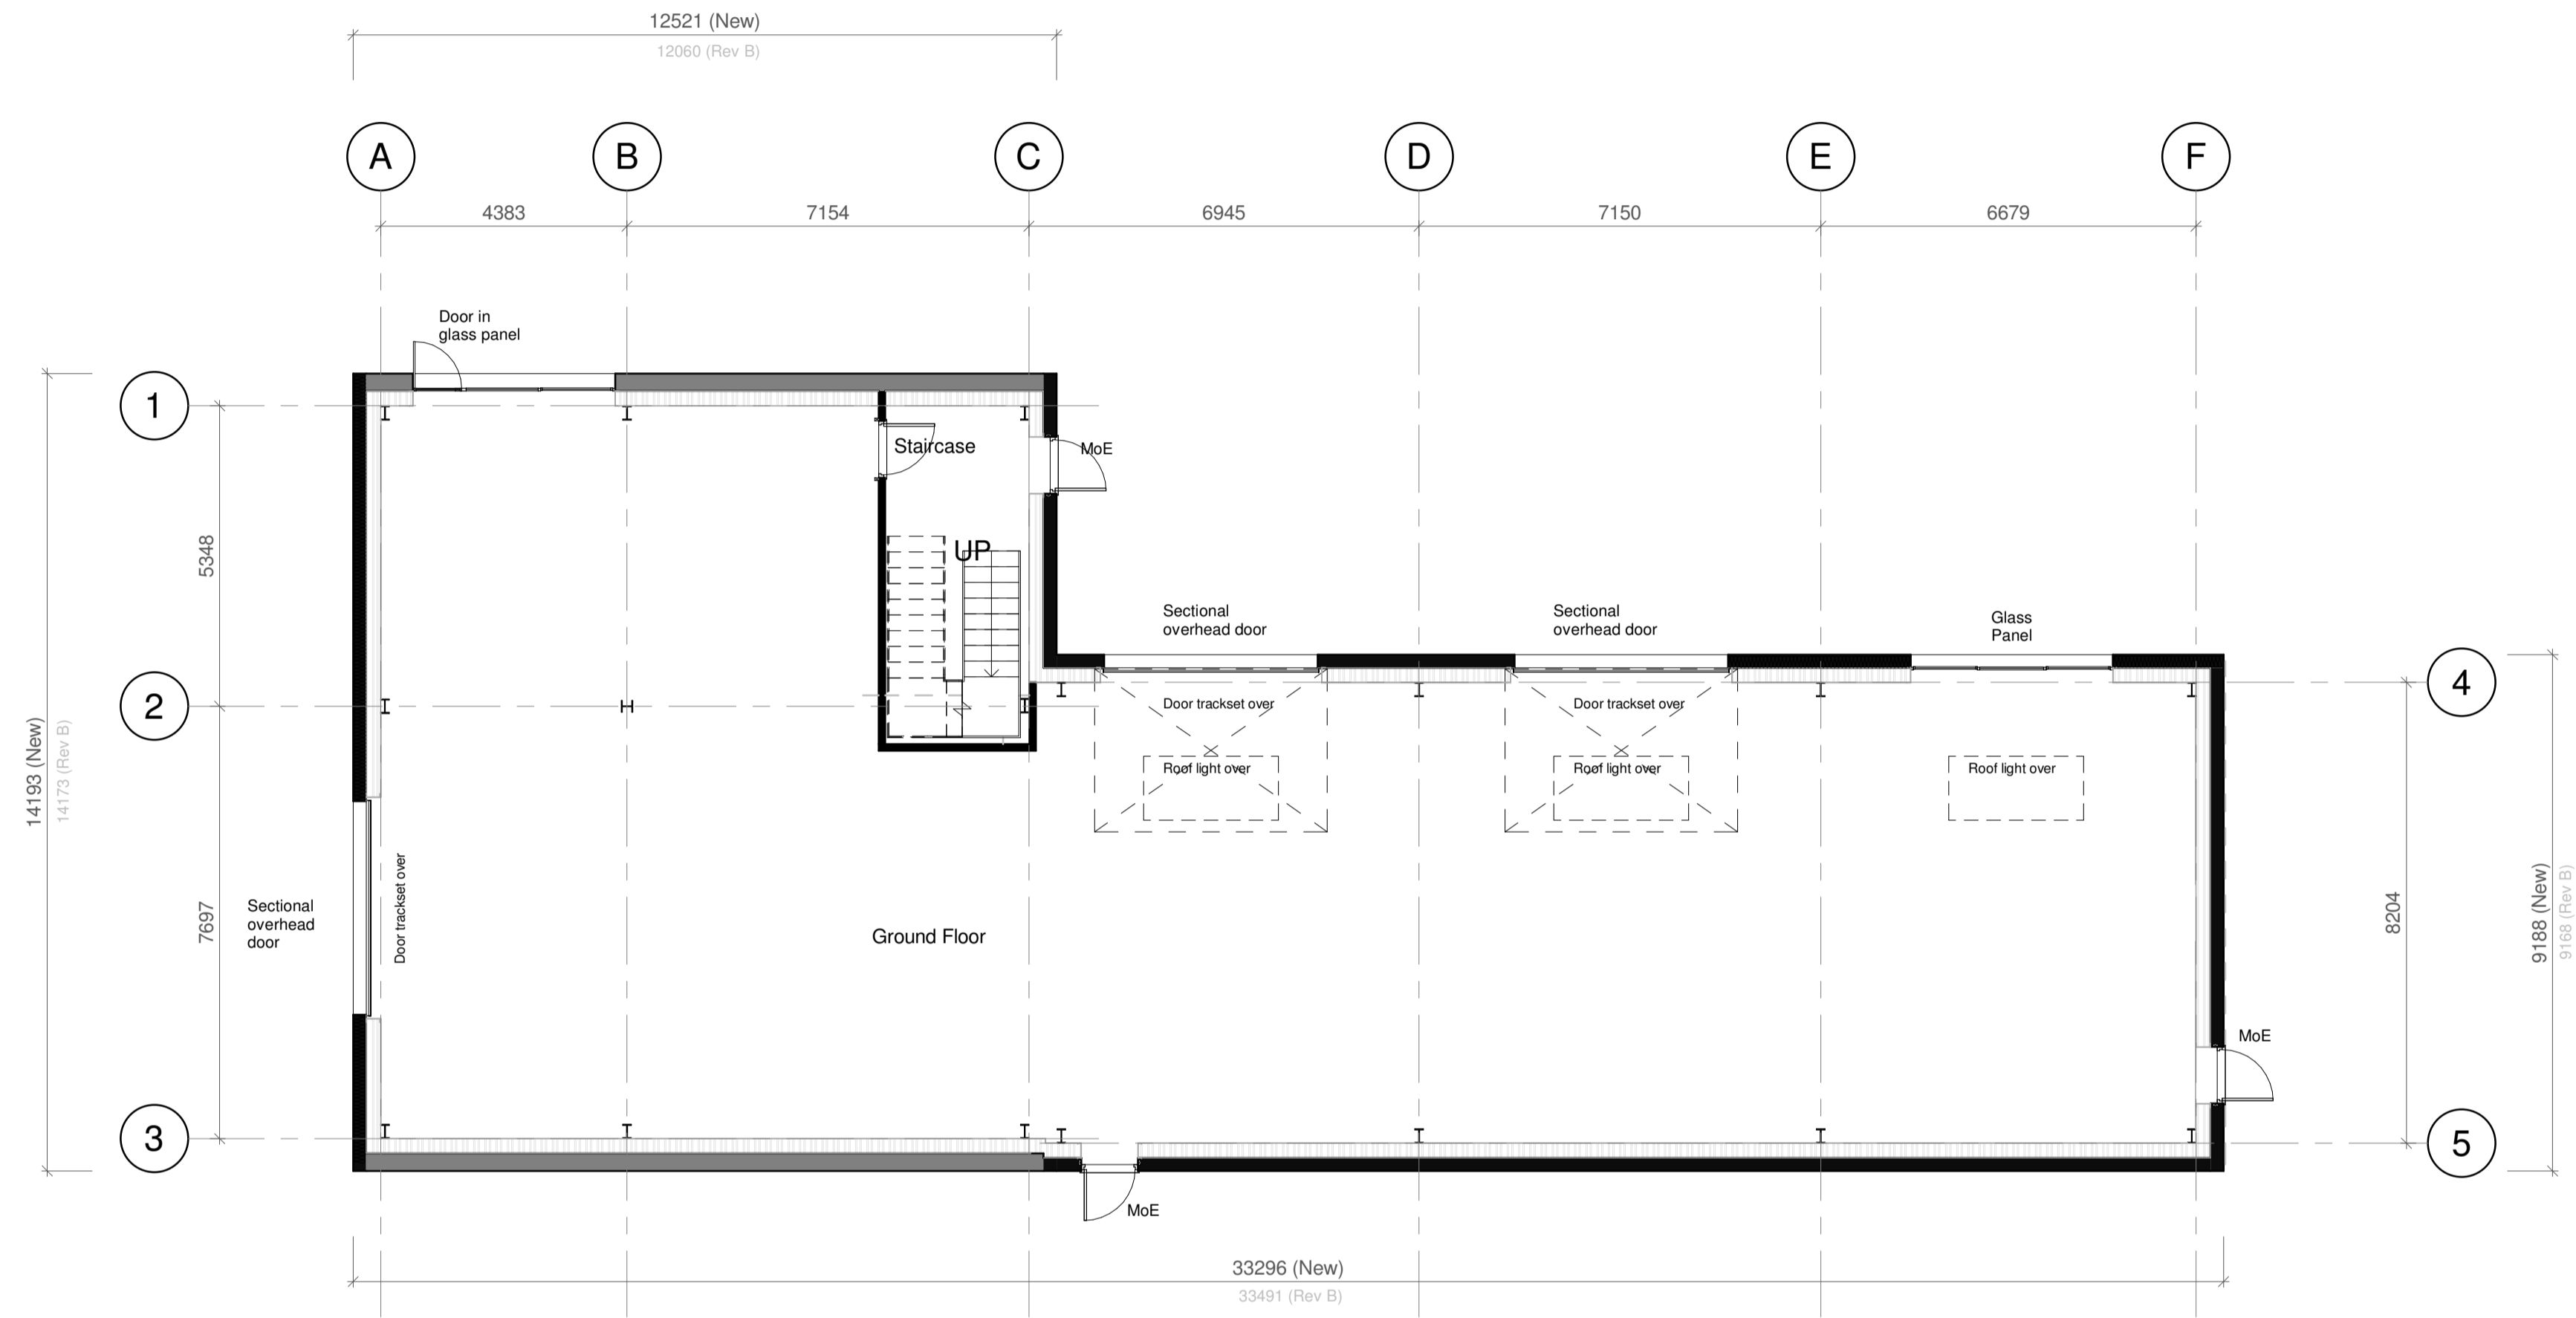 12521 (New)
12060 (Rev B)
A
B
C
D
E
F
4383
7154
6945
7150
6679
Door in
glass panel
1
Staircase
MoE
5348
UP
Sectional
overhead door
Sectional
overhead door
Glass
Panel
2
4
Door trackset over
Door trackset over
Roof light over
Roof light over
Roof light over
14193 (New)
14173 (Rev B)
7697
Sectional
overhead
door
Door trackset over
Ground Floor
8204
9188 (New)
9168 (Rev B)
MoE
3
5
MoE
33296 (New)
33491 (Rev B)